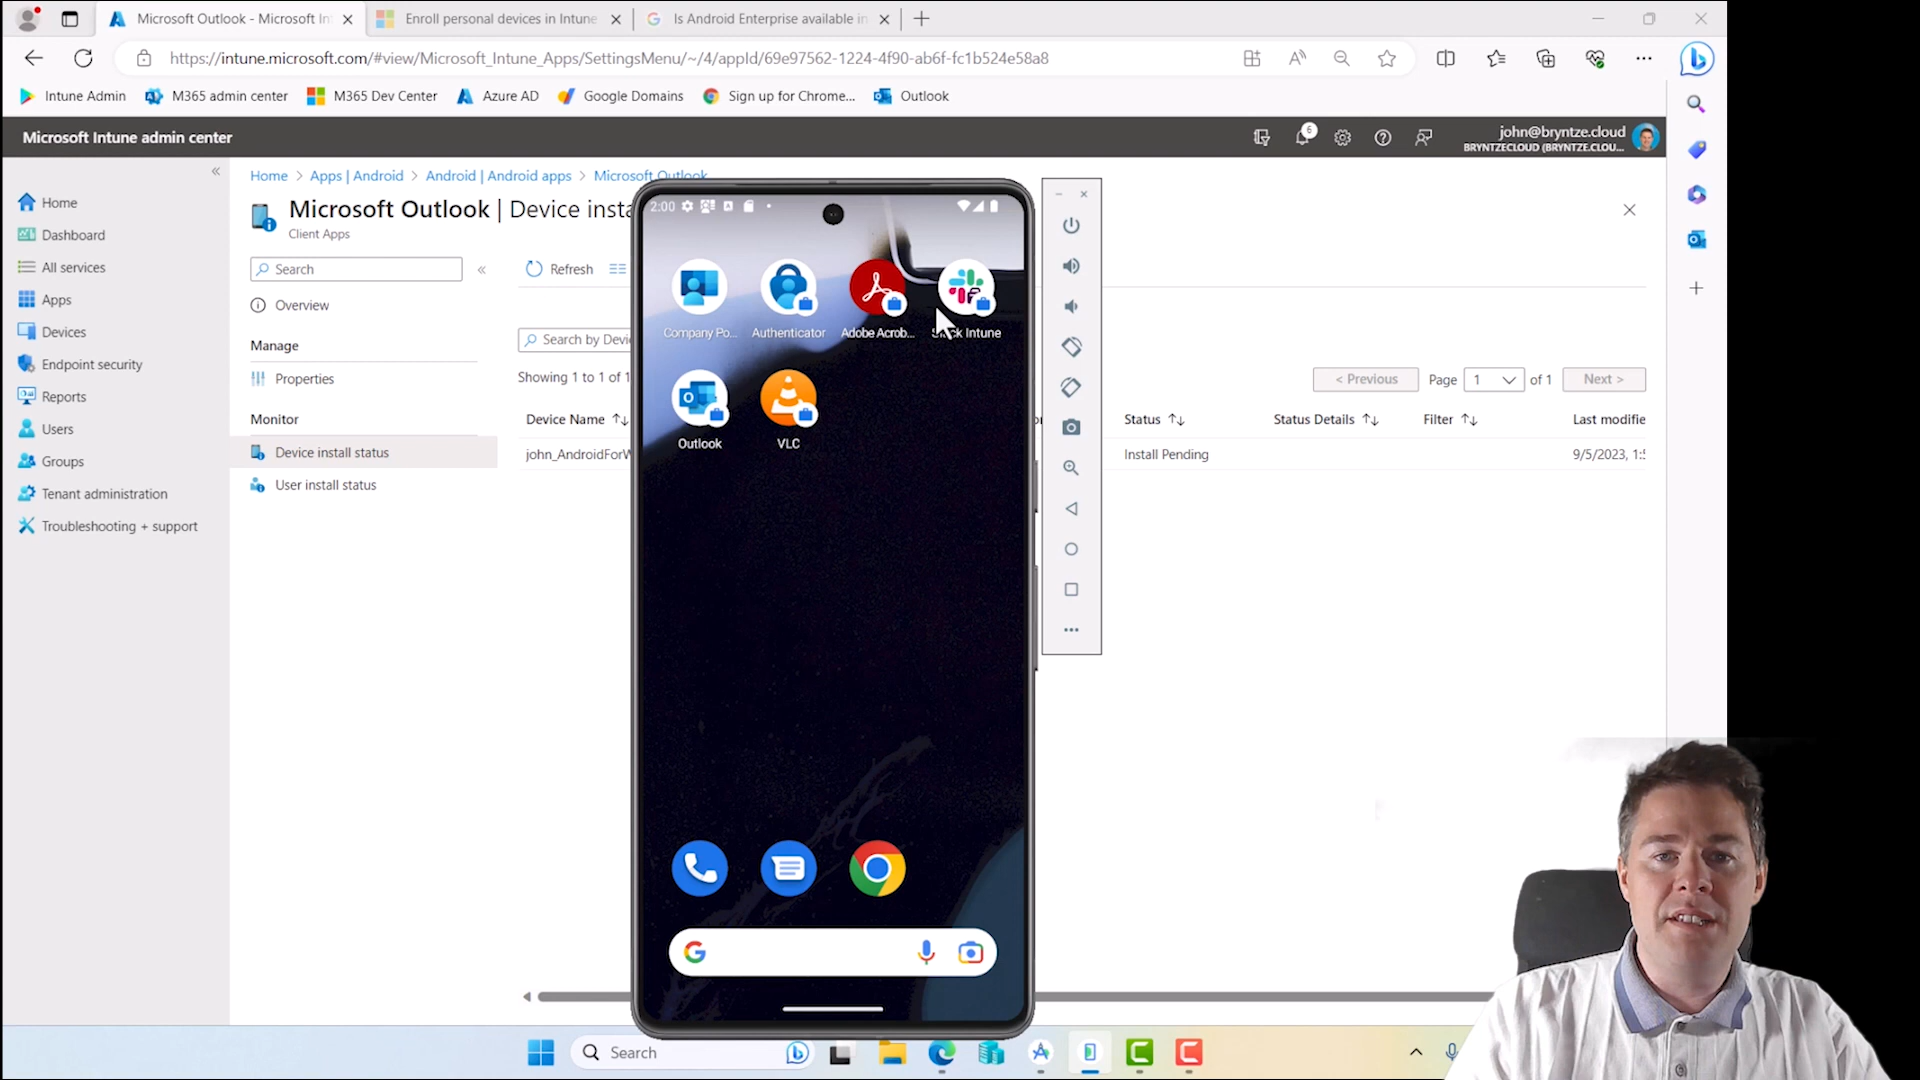 Microsoft Outlook - Microsoft In
Enroll personal devices in Intune
Is Android Enterprise available in
https://intune.microsoft.com/#view/Microsoft_Intune_Apps/SettingsMenu/~/4/appId/69e97562-1224-4f90-ab6f-fc1b524e58a8
Intune Admin
M365 admin center
M365 Dev Center
Azure AD
Google Domains
Sign up for Chrome...
Outlook
Microsoft Intune admin center
6
john@bryntze.cloud
BRYNTZECLOUD (BRYNTZE.CLOU...
Home > Apps | Android > Android | Android apps > Microsoft Outlook
Microsoft Outlook | Device insta
Client Apps
Home
Dashboard
All services
Apps
Devices
Endpoint security
Reports
Users
Groups
Tenant administration
Troubleshooting + support
Search
Overview
Manage
Properties
Monitor
Device install status
User install status
Refresh
Search by Devi
Showing 1 to 1 of 1
< Previous
Page 1 of 1
Next >
Device Name
Status
Status Details
Filter
Last modifie
john_AndroidForW
Install Pending
9/5/2023, 1:5
2:00
Company Po...
Authenticator
Adobe Acrob...
Intune
Outlook
VLC
Search